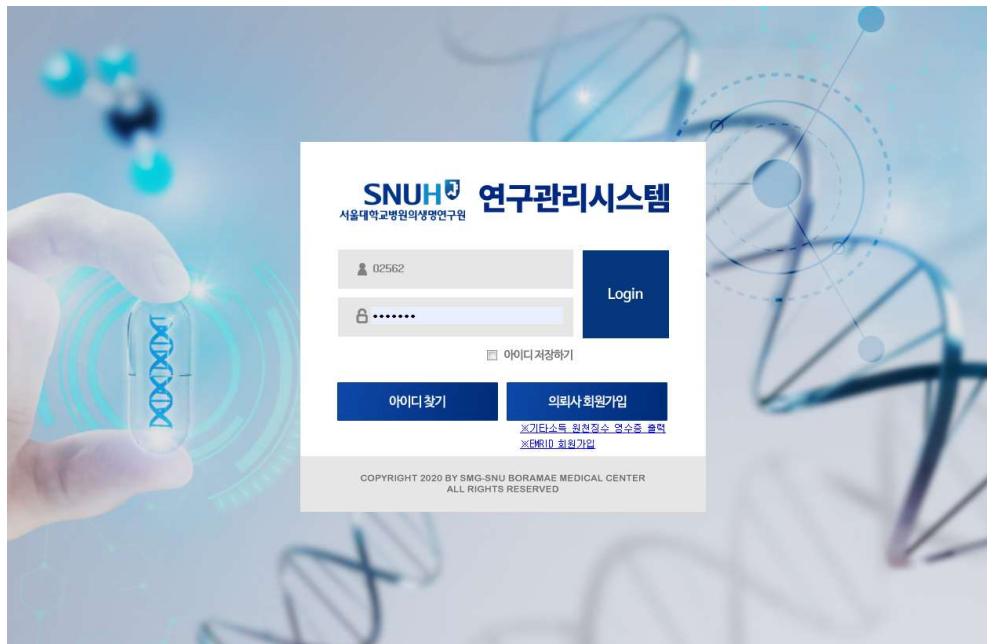 SNUH
서울대학교병원의생명연구원
연구관리시스템
02562
•••••••
Login
아이디 저장하기
아이디 찾기
의뢰사 회원가입
※기타소득 원천징수 영수증 출력
※EMRID 회원가입
COPYRIGHT 2020 BY SMG-SNU BORAMAE MEDICAL CENTER
ALL RIGHTS RESERVED